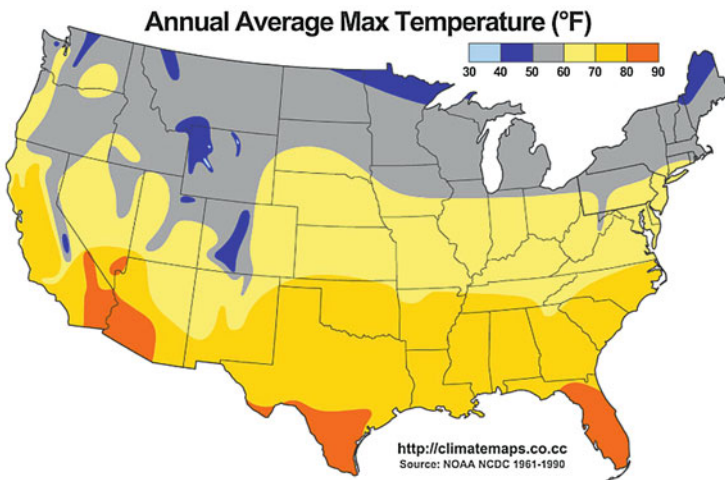 Annual Average Max Temperature (°F)
30 40 50 60 70 80 90
http://climatemaps.co.cc
Source: NOAA NCDC 1961-1990